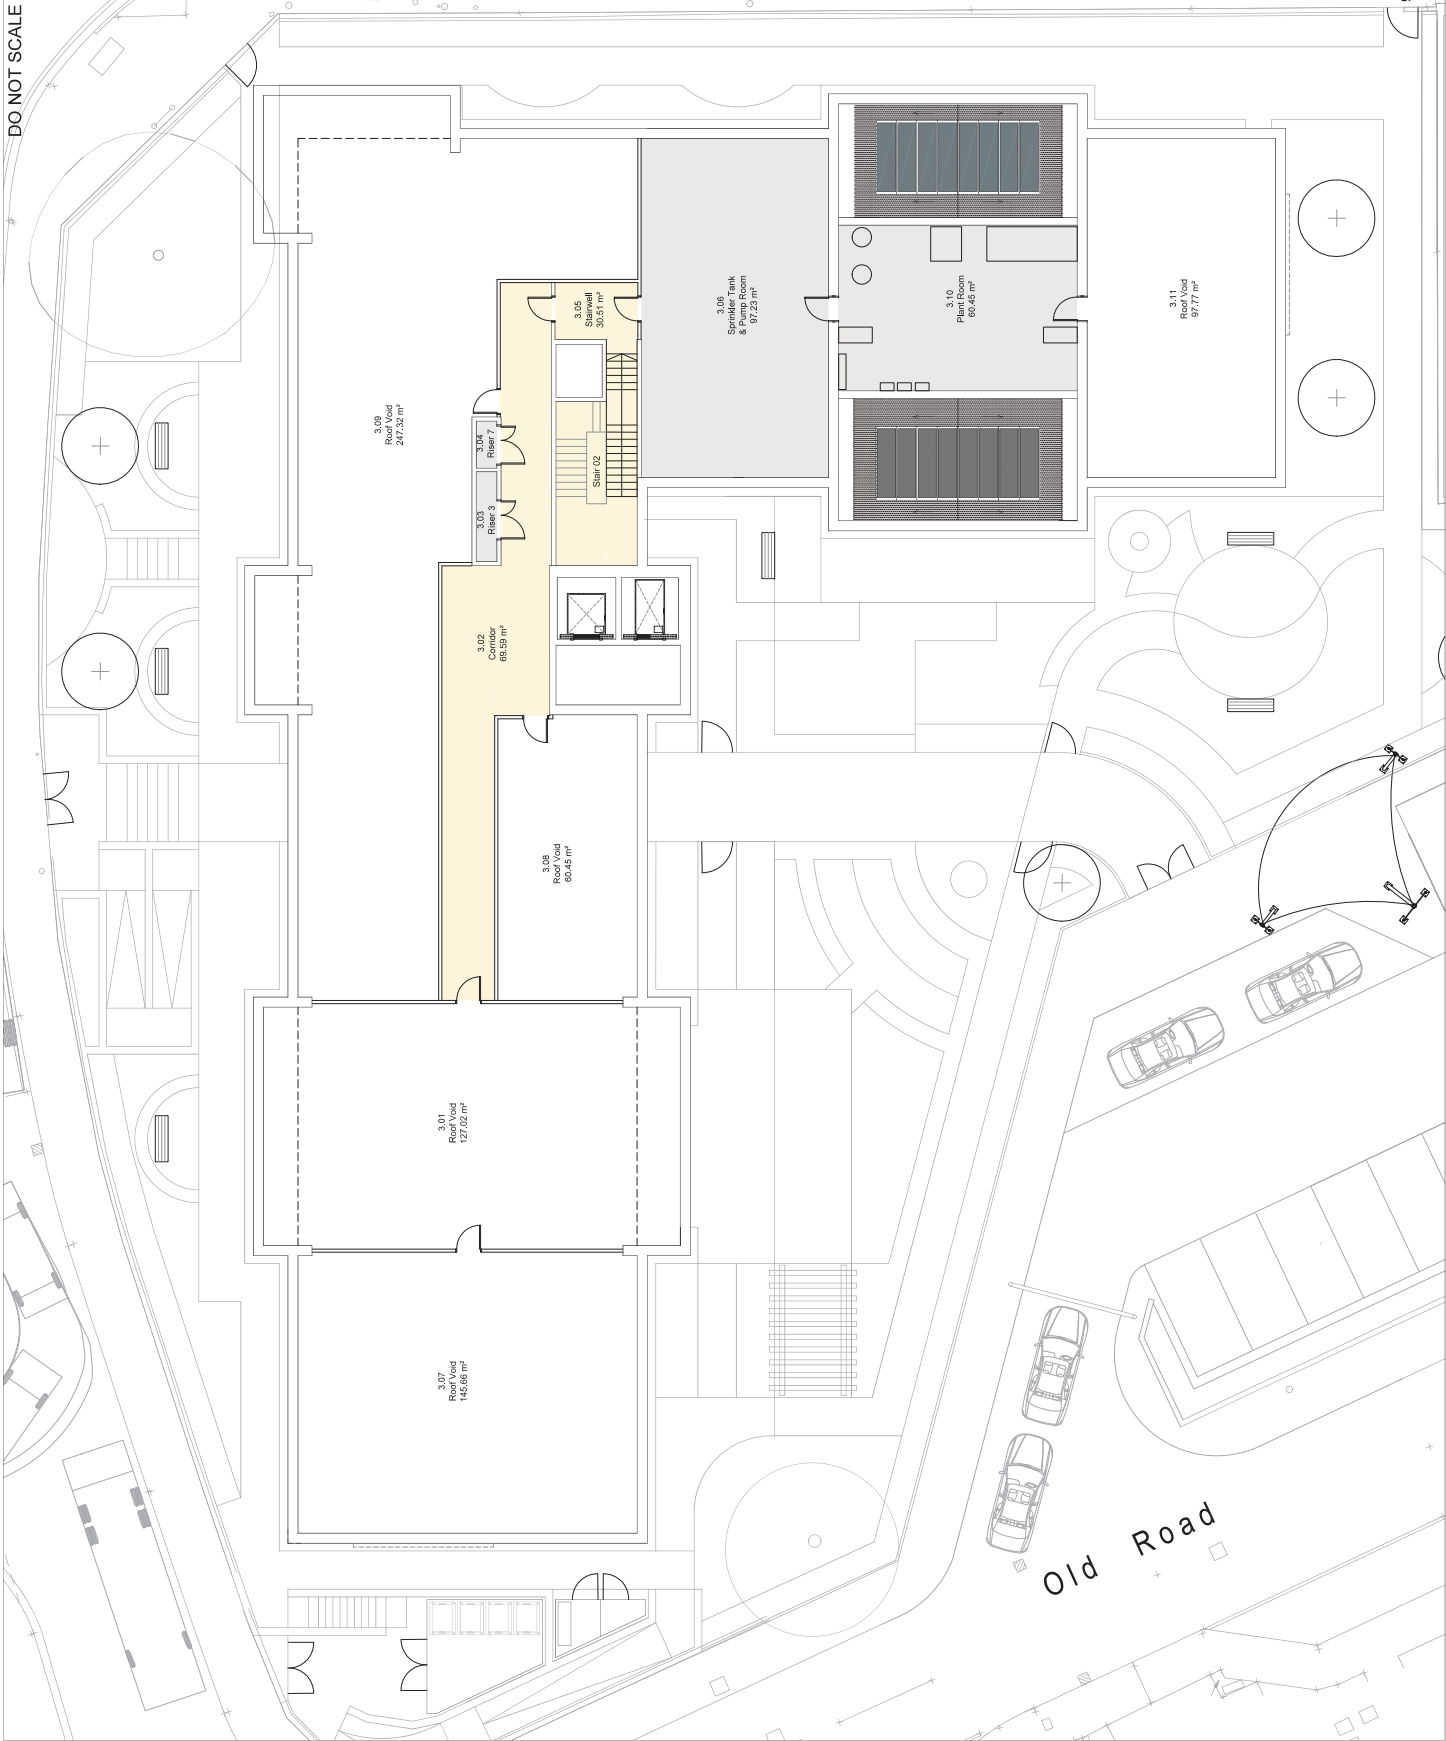 DO NOT SCALE
3.05
Stairwell
30.51 m²
3.06
Sprinkler Tank
& Pump Room
97.23 m²
3.10
Plant Room
60.45 m²
3.11
Roof Void
97.77 m²
3.09
Roof Void
247.32 m²
3.04
Riser 7
Stair 02
3.03
Riser 3
3.02
Corridor
69.59 m²
3.08
Roof Void
60.45 m²
3.01
Roof Void
127.02 m²
3.07
Roof Void
145.66 m²
Old Road